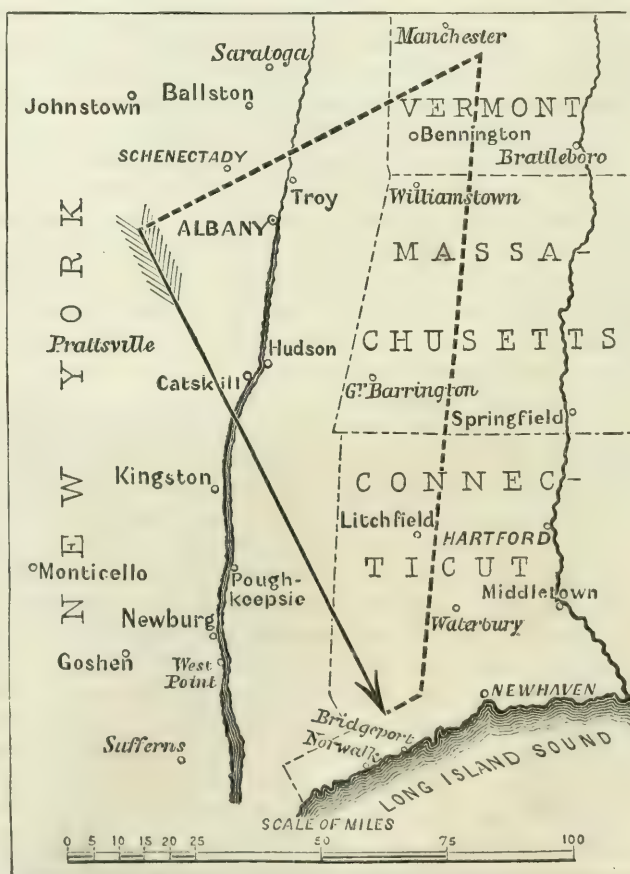 Manchester
Saratoga
Johnstown
Ballston
VERMONT
Bennington
SCHENECTADY
Brattleboro
Troy
Williamstown
ALBANY
MASSA-
Prattsville
Hudson
CHUSETTS
Catskill
Gr. Barrington
Springfield
NEW YORK
Kingston
CONNEC-
Litchfield
HARTFORD
Monticello
TICUT
Pough-
keepsie
Middletown
Newburg
Waterbury
Goshen
West
Point
NEWHAVEN
Bridgeport
Sufferns
Norwalk
LONG ISLAND SOUND
SCALE OF MILES
0 5 10 15 20 25 50 75 100